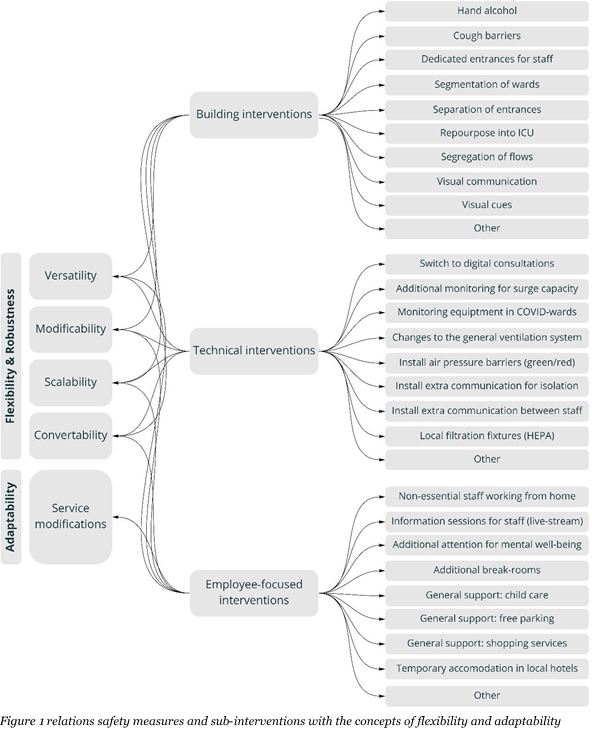 Flexibility & Robustness
Versatility
Modificability
Scalability
Convertability
Adaptability
Service
modifications
Building interventions
Hand alcohol
Cough barriers
Dedicated entrances for staff
Segmentation of wards
Separation of entrances
Repourpose into ICU
Segregation of flows
Visual communication
Visual cues
Other
Technical interventions
Switch to digital consultations
Additional monitoring for surge capacity
Monitoring equiptment in COVID-wards
Changes to the general ventilation system
Install air pressure barriers (green/red)
Install extra communication for isolation
Install extra communication between staff
Local filtration fixtures (HEPA)
Other
Employee-focused
interventions
Non-essential staff working from home
Information sessions for staff (live-stream)
Additional attention for mental well-being
Additional break-rooms
General support: child care
General support: free parking
General support: shopping services
Temporary accomodation in local hotels
Other
Figure 1 relations safety measures and sub-interventions with the concepts of flexibility and adaptability